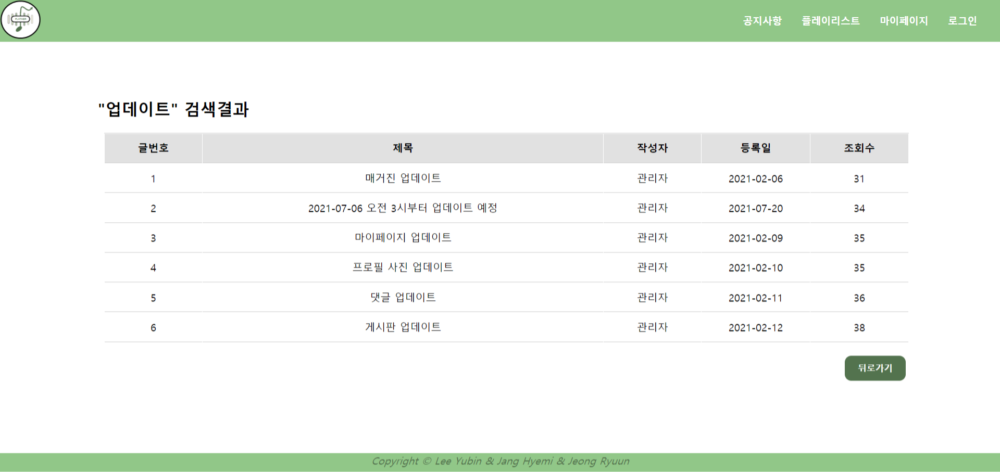 PLATHER
공지사항 플레이리스트 마이페이지 로그인
"업데이트" 검색결과
글번호 제목 작성자 등록일 조회수
1 매거진 업데이트 관리자 2021-02-06 31
2 2021-07-06 오전 3시부터 업데이트 예정 관리자 2021-07-20 34
3 마이페이지 업데이트 관리자 2021-02-09 35
4 프로필 사진 업데이트 관리자 2021-02-10 35
5 댓글 업데이트 관리자 2021-02-11 36
6 게시판 업데이트 관리자 2021-02-12 38
뒤로가기
Copyright © Lee Yubin & Jang Hyemi & Jeong Ryuun